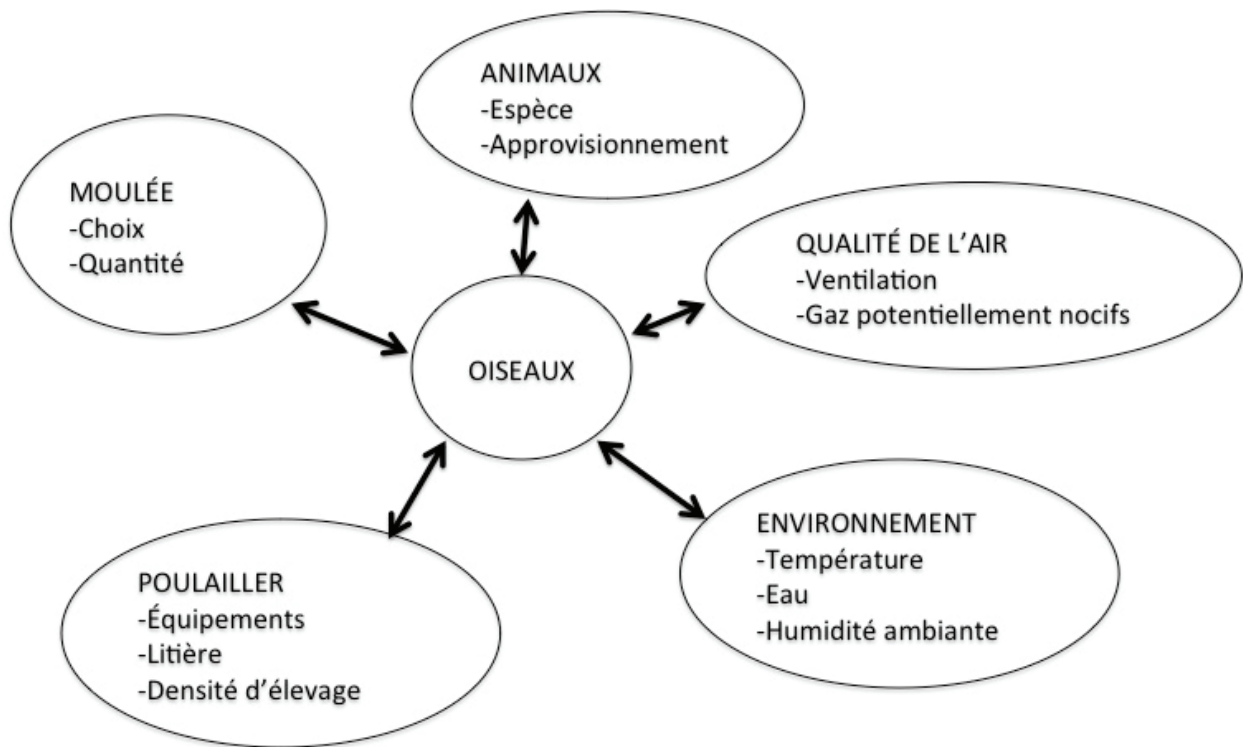 ANIMAUX
-Espèce
-Approvisionnement
MOULÉE
-Choix
-Quantité
QUALITÉ DE L’AIR
-Ventilation
-Gaz potentiellement nocifs
OISEAUX
ENVIRONNEMENT
-Température
-Eau
-Humidité ambiante
POULAILLER
-Équipements
-Litière
-Densité d’élevage